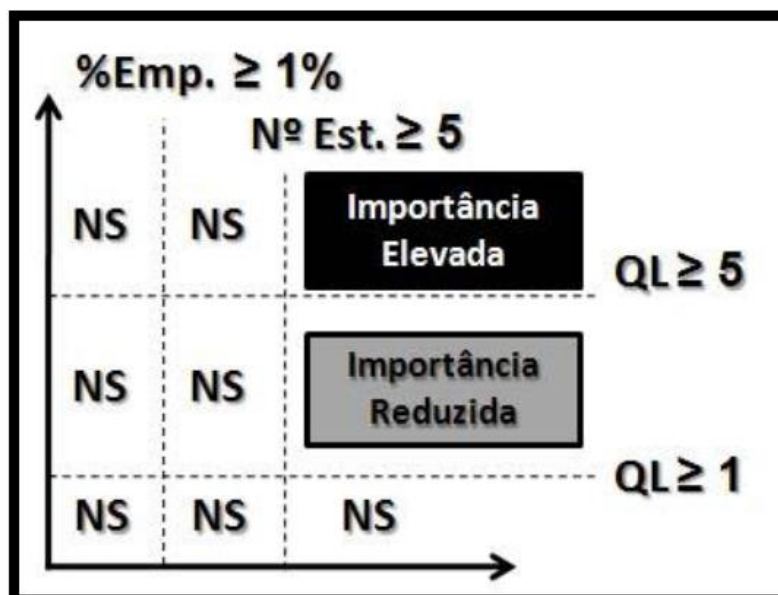 %Emp. ≥ 1%
Nº Est. ≥ 5
NS NS Importância
Elevada
QL ≥ 5
NS NS Importância
Reduzida
QL ≥ 1
NS NS NS